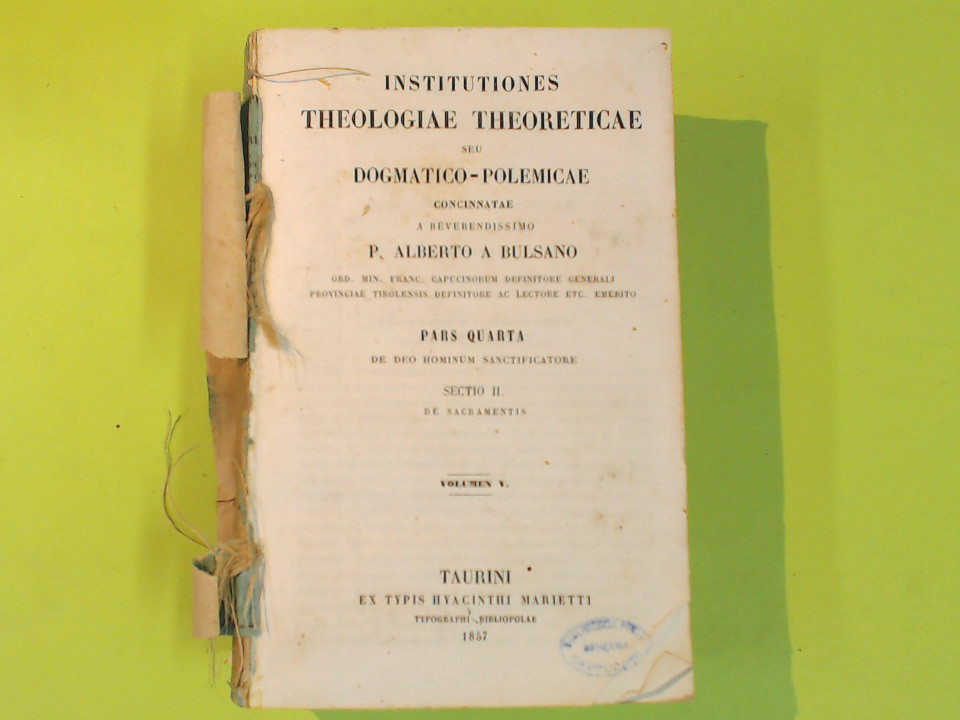 INSTITUTIONES
THEOLOGIAE THEORETICAE
SEU
DOGMATICO-POLEMICAE
CONCINNATAE
A REVERENDISSIMO
P. ALBERTO A BULSANO
ORD. MIN. FRANC. CAPUCINORUM DEFINITORE GENERALI
PROVINCIAE TIROLENSIS DEFINITORE AC LECTORE ETC. EMERITO
PARS QUARTA
DE DEO HOMINUM SANCTIFICATORE
SECTIO II.
DE SACRAMENTIS
VOLUMEN V.
TAURINI
EX TYPIS HYACINTHI MARIETTI
TYPOGRAPHI-BIBLIOPOLAE
1857